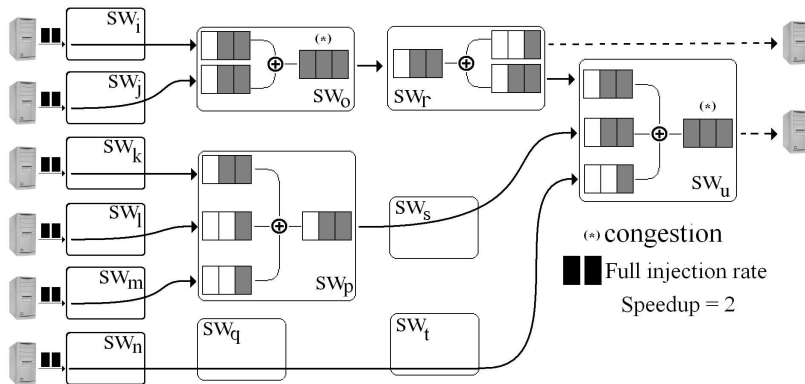 SWi
SWj
(*)
SWo
SWr
SWk
SWl
SWm
SWp
SWs
(*)
SWu
(*) congestion
Full injection rate
Speedup = 2
SWn
SWq
SWt